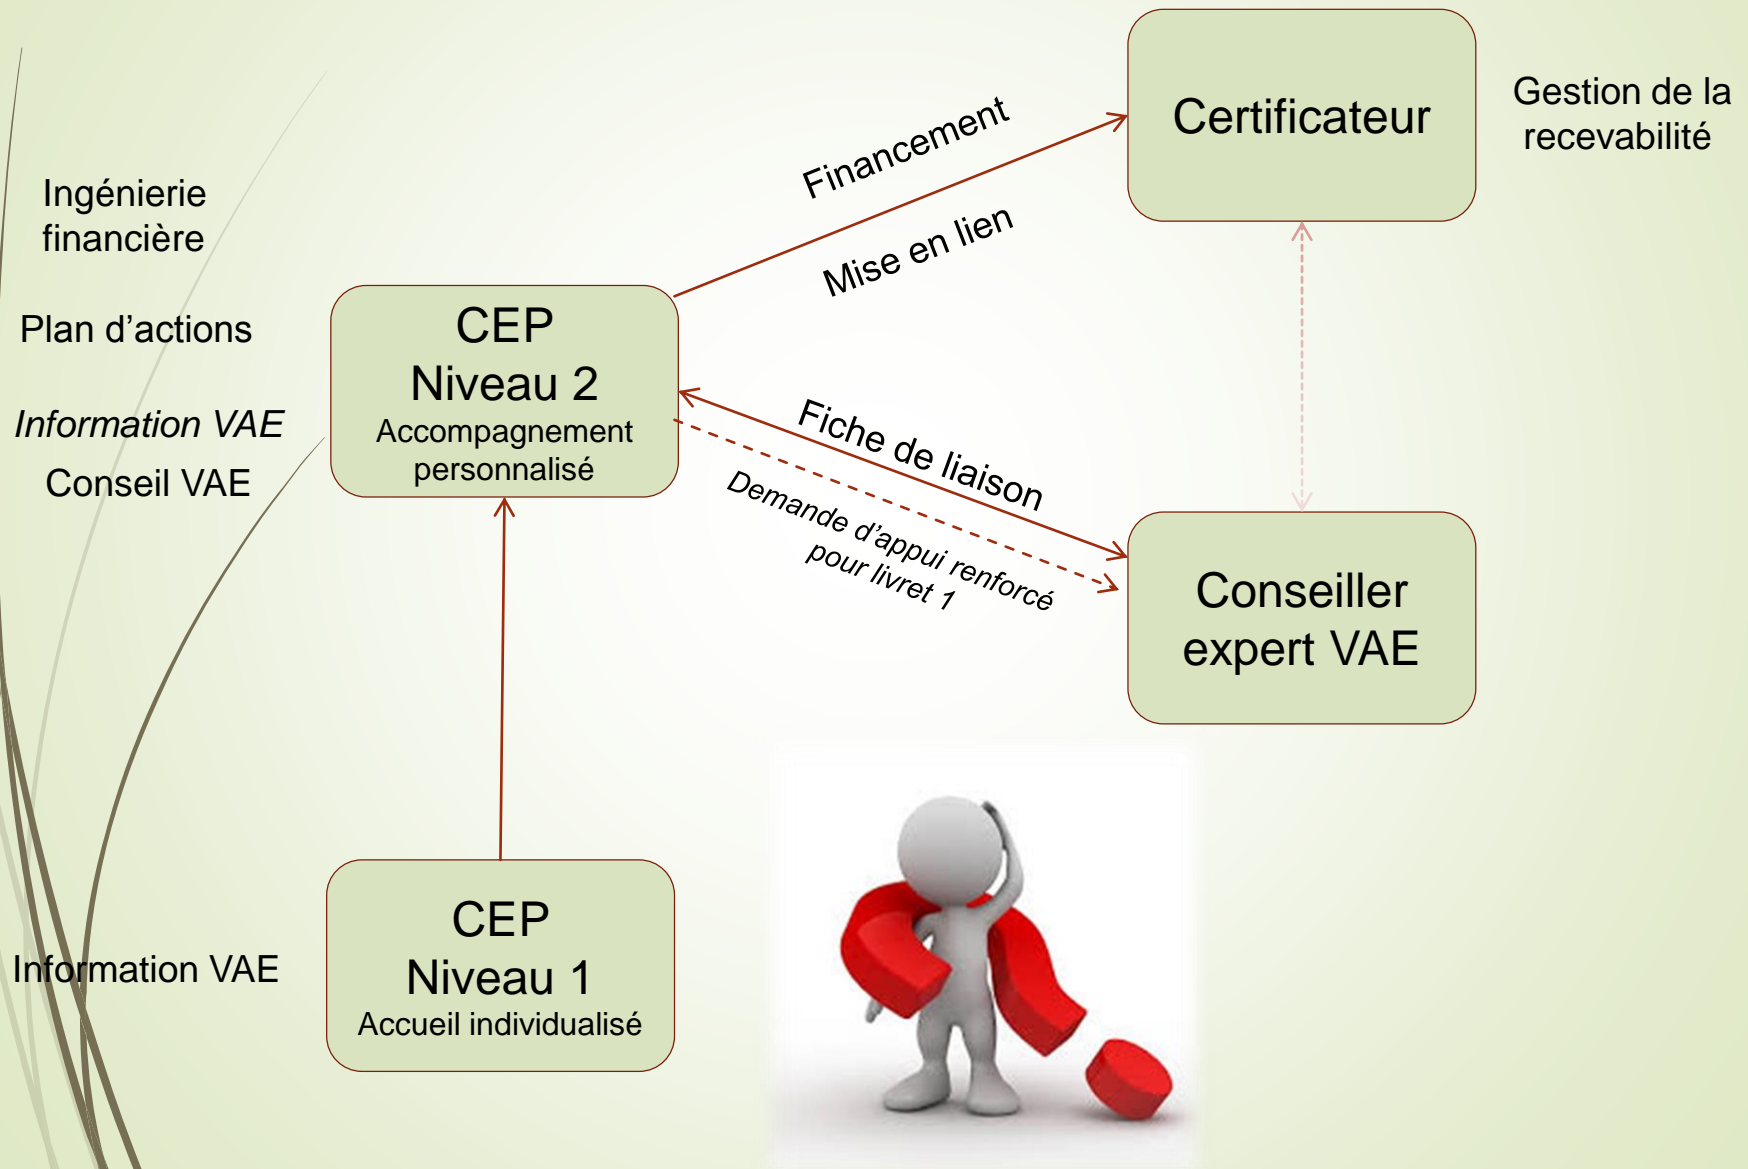 Certificateur
Gestion de la
recevabilité
Financement
Mise en lien
Ingénierie
financière
Plan d’actions
Information VAE
Conseil VAE
CEP
Niveau 2
Accompagnement
personnalisé
Fiche de liaison
Demande d’appui renforcé
pour livret 1
Conseiller
expert VAE
Information VAE
CEP
Niveau 1
Accueil individualisé